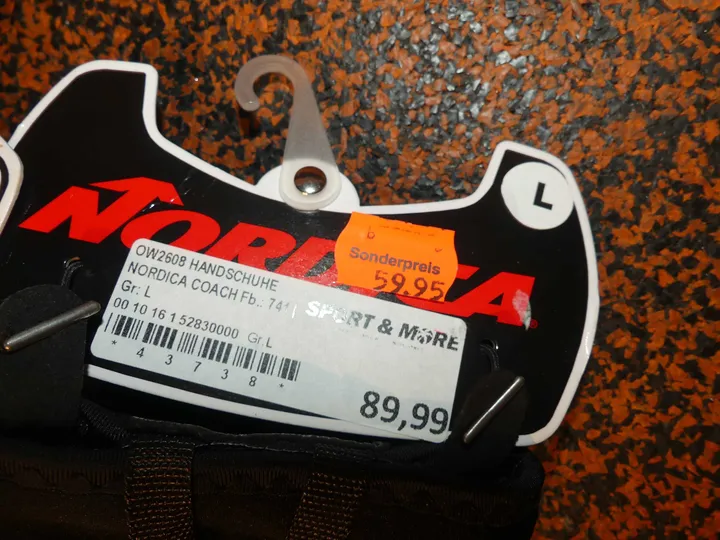 L
NORDICA
b
Sonderpreis
59.95
OW2608 HANDSCHUHE
NORDICA COACH Fb.: 741
Gr: L
SPORT & MORE
00 10 16 1 52830000 Gr.L
* 4 3 7 3 8 *
89,99